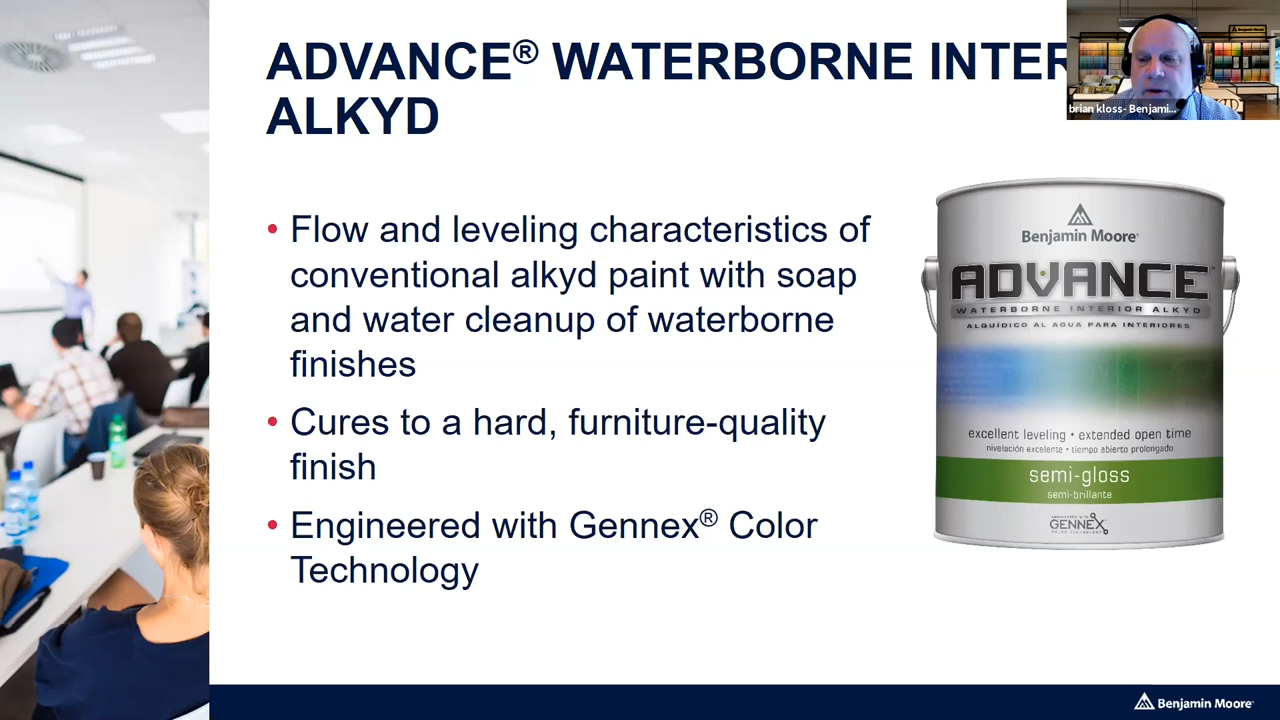 ADVANCE® WATERBORNE INTER
ALKYD
brian kloss- Benjami...
• Flow and leveling characteristics of
conventional alkyd paint with soap
and water cleanup of waterborne
finishes
• Cures to a hard, furniture-quality
finish
• Engineered with Gennex® Color
Technology
Benjamin Moore®
ADVANCE®
WATERBORNE INTERIOR ALKYD
ALQUÍDICO AL AGUA PARA INTERIORES
excellent leveling • extended open time
nivelación excelente • tiempo abierto prolongado
semi-gloss
semi-brillante
GENNEX
Benjamin Moore®